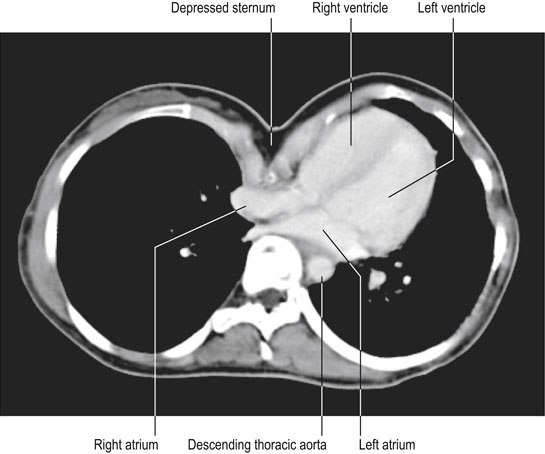 Depressed sternum
Right ventricle
Left ventricle
Right atrium
Descending thoracic aorta
Left atrium